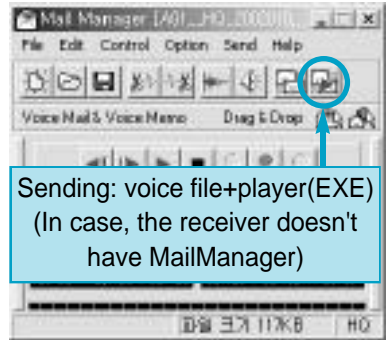 Mail Manager
File Edit Control Option Send Help
Voice Mail & Voice Memo Drag & Drop
Sending: voice file+player(EXE)
(In case, the receiver doesn't
have MailManager)
파일 크기 117KB HQ